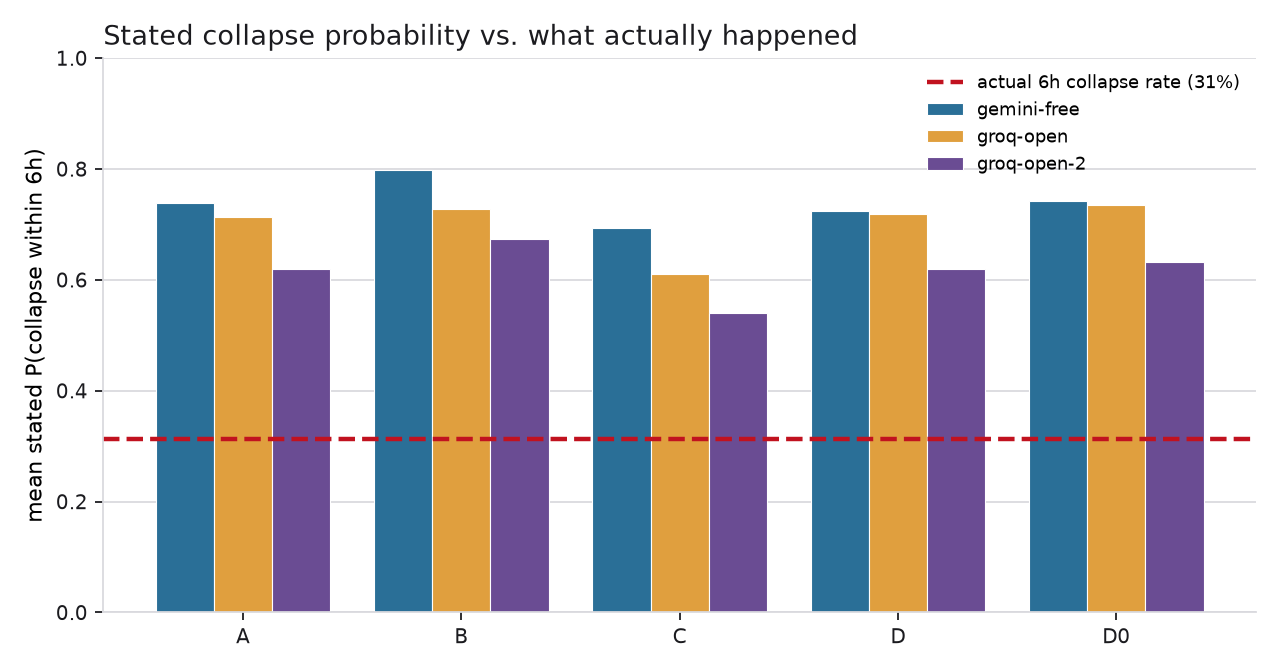 Stated collapse probability vs. what actually happened
mean stated P(collapse within 6h)
1.0
0.8
0.6
0.4
0.2
0.0
actual 6h collapse rate (31%)
gemini-free
groq-open
groq-open-2
A
B
C
D
D0